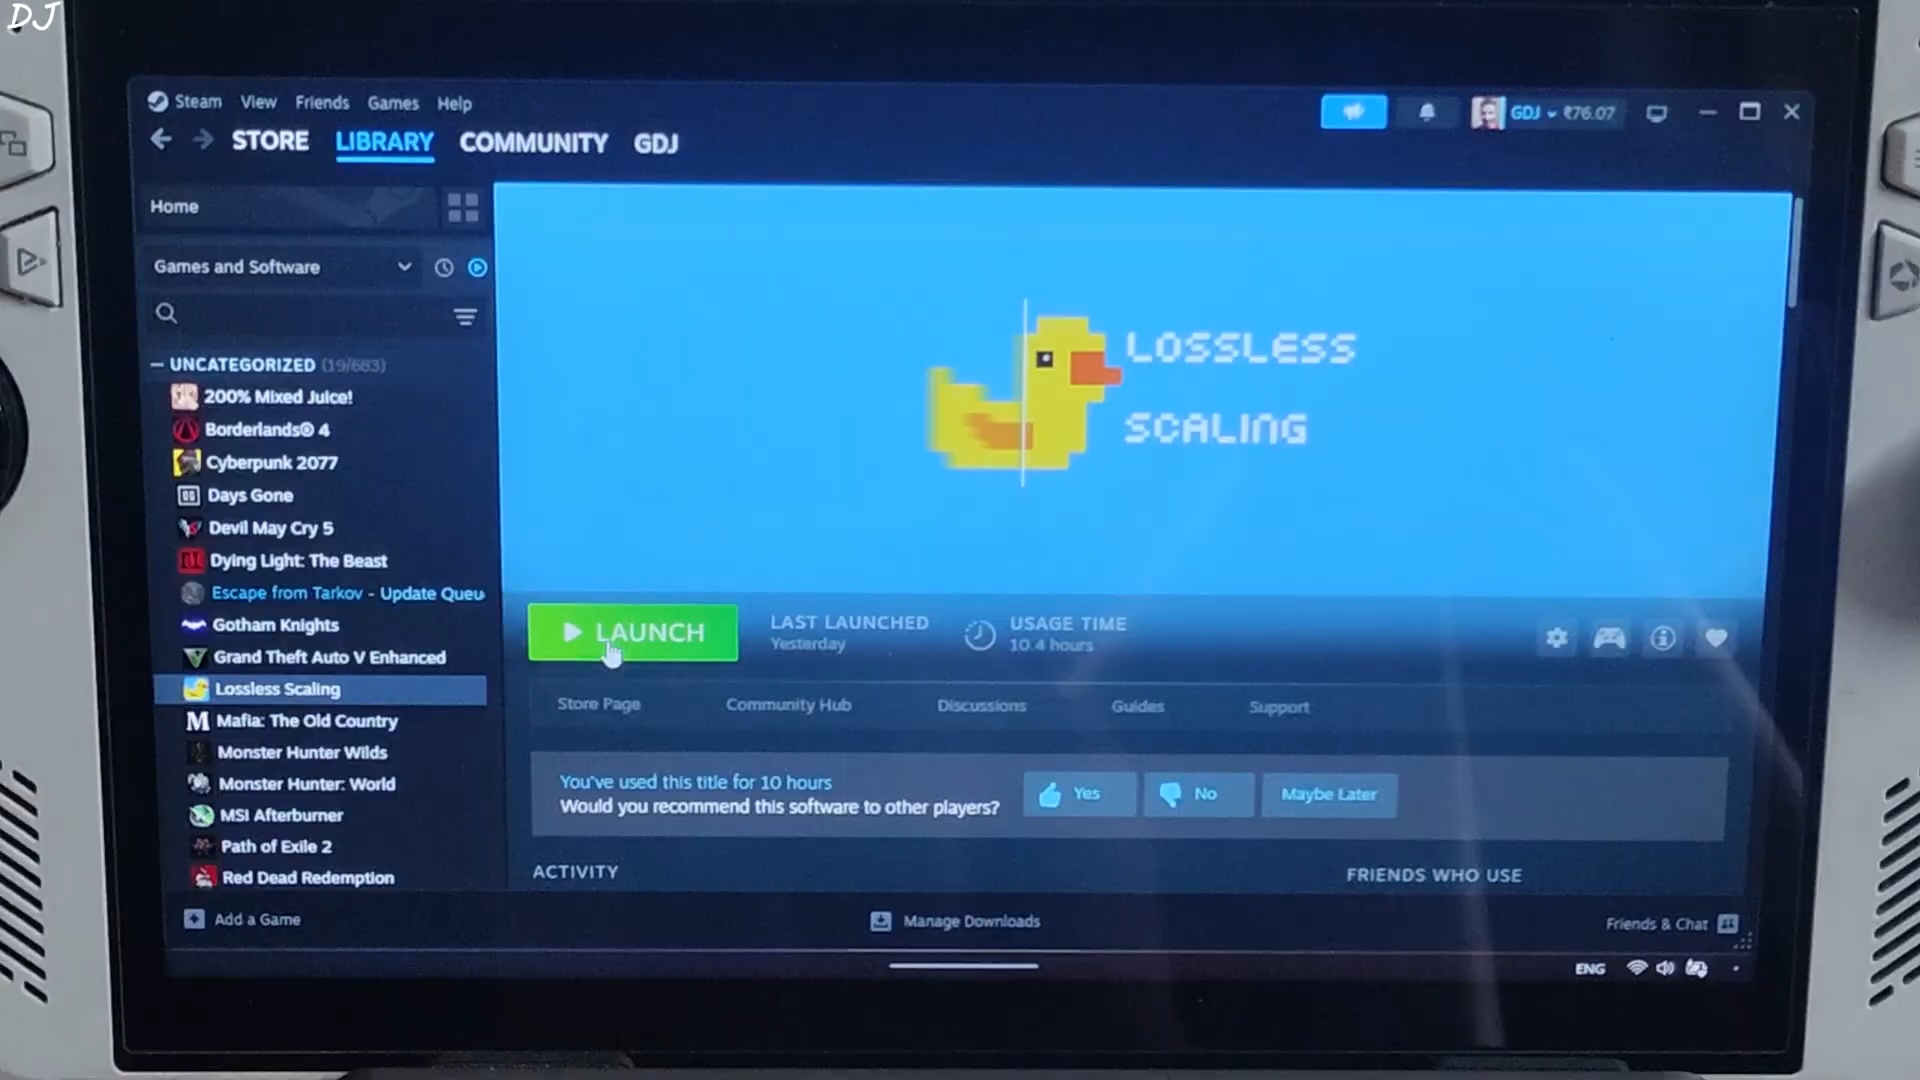 DJ
Steam View Friends Games Help
GDJ ₹76.07
STORE LIBRARY COMMUNITY GDJ
Home
Games and Software
UNCATEGORIZED (19/683)
200% Mixed Juice!
Borderlands® 4
Cyberpunk 2077
Days Gone
Devil May Cry 5
Dying Light: The Beast
Escape from Tarkov - Update Queu
Gotham Knights
Grand Theft Auto V Enhanced
Lossless Scaling
Mafia: The Old Country
Monster Hunter Wilds
Monster Hunter: World
MSI Afterburner
Path of Exile 2
Red Dead Redemption
Add a Game
LOSSLESS
SCALING
LAUNCH
LAST LAUNCHED
Yesterday
USAGE TIME
10.4 hours
Store Page Community Hub Discussions Guides Support
You've used this title for 10 hours
Would you recommend this software to other players?
Yes No Maybe Later
ACTIVITY
FRIENDS WHO USE
Manage Downloads
Friends & Chat
ENG